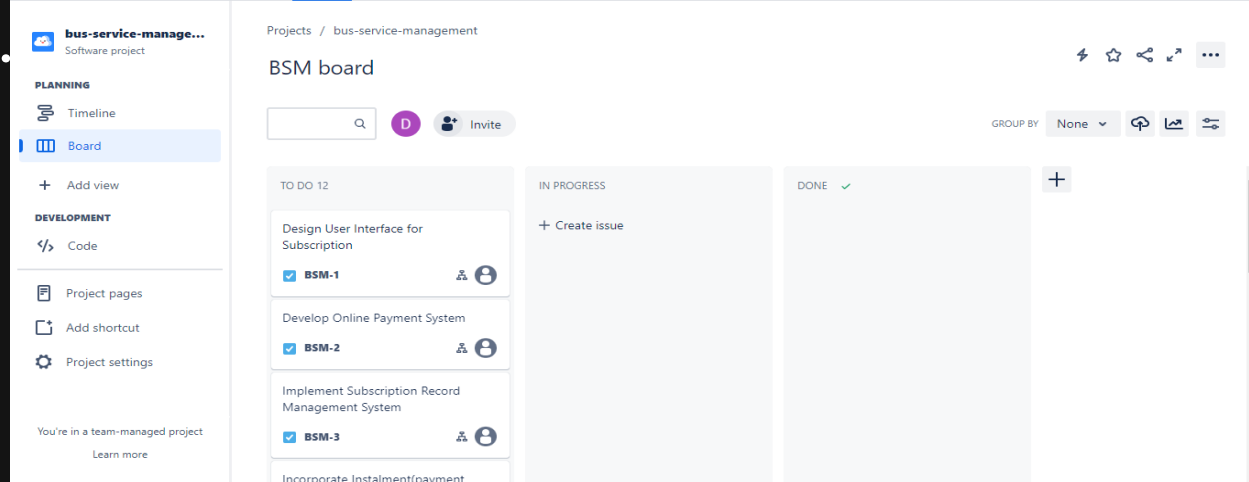 bus-service-manage...
Software project
PLANNING
Timeline
Board
Add view
DEVELOPMENT
Code
Project pages
Add shortcut
Project settings
You're in a team-managed project
Learn more
Projects / bus-service-management
BSM board
D
Invite
GROUP BY None
TO DO 12
Design User Interface for
Subscription
BSM-1
Develop Online Payment System
BSM-2
Implement Subscription Record
Management System
BSM-3
Incorporate Instalment(payment
IN PROGRESS
+ Create issue
DONE